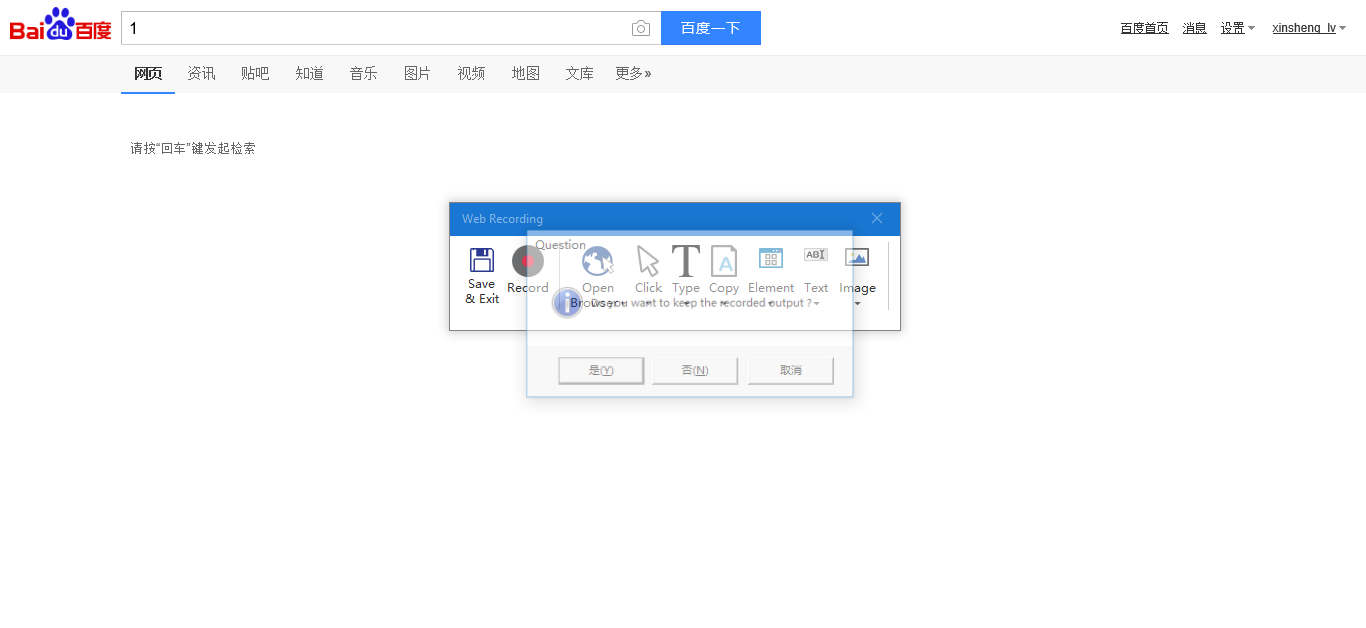 Bai du 百度
1
百度一下
百度首页 消息 设置 xinsheng_lv
网页 资讯 贴吧 知道 音乐 图片 视频 地图 文库 更多»
请按“回车”键发起检索
Web Recording
Question
Save & Exit
Record
Open Browser
Click
Type
Copy
Element
Text
Image
ABI
A
Do you want to keep the recorded output ?
是(Y) 否(N) 取消